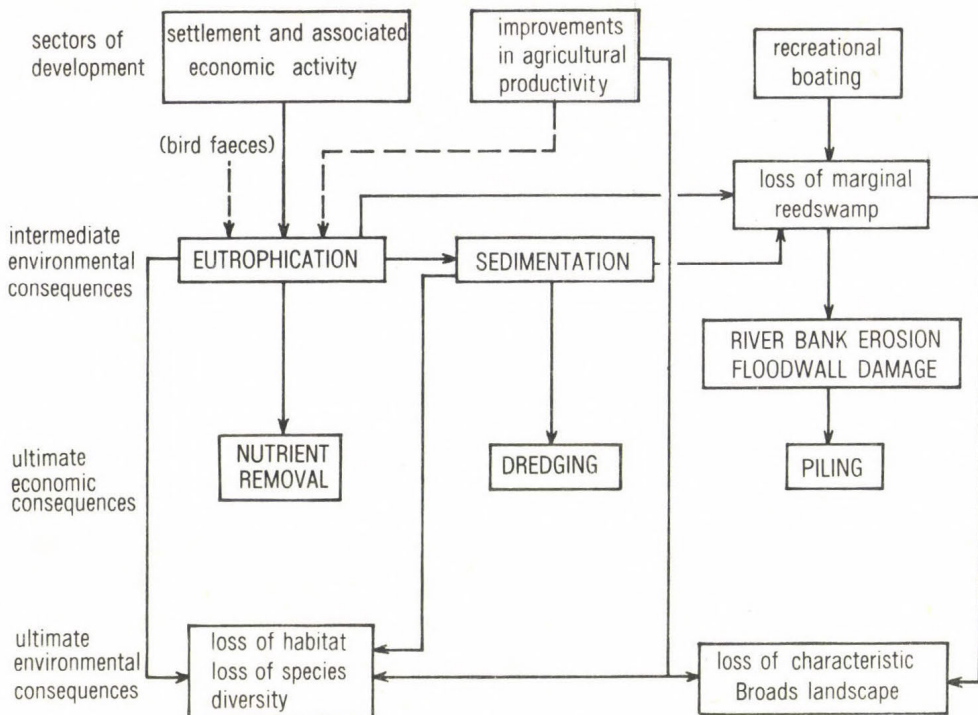 sectors of
development
settlement and associated
economic activity
improvements
in agricultural
productivity
recreational
boating
(bird faeces)
loss of marginal
reedswamp
intermediate
environmental
consequences
EUTROPHICATION
SEDIMENTATION
RIVER BANK EROSION
FLOODWALL DAMAGE
ultimate
economic
consequences
NUTRIENT
REMOVAL
DREDGING
PILING
ultimate
environmental
consequences
loss of habitat
loss of species
diversity
loss of characteristic
Broads landscape